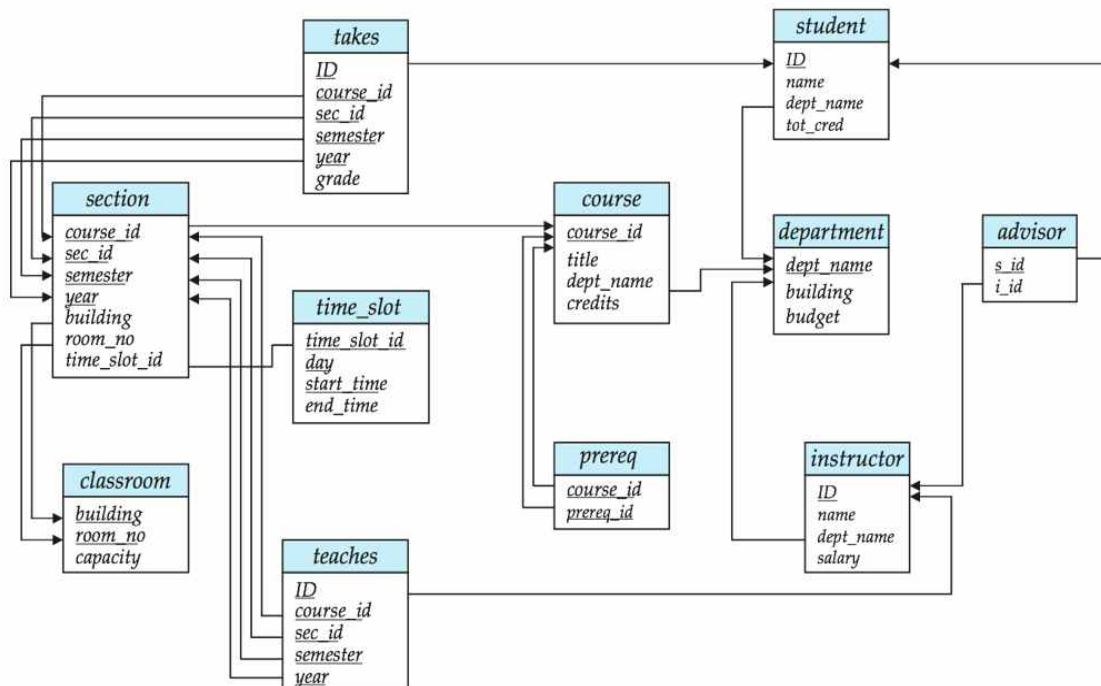 takes
ID
course_id
sec_id
semester
year
grade
student
ID
name
dept_name
tot_cred
section
course_id
sec_id
semester
year
building
room_no
time_slot_id
course
course_id
title
dept_name
credits
department
dept_name
building
budget
advisor
s_id
i_id
time_slot
time_slot_id
day
start_time
end_time
prereq
course_id
prereq_id
instructor
ID
name
dept_name
salary
classroom
building
room_no
capacity
teaches
ID
course_id
sec_id
semester
year